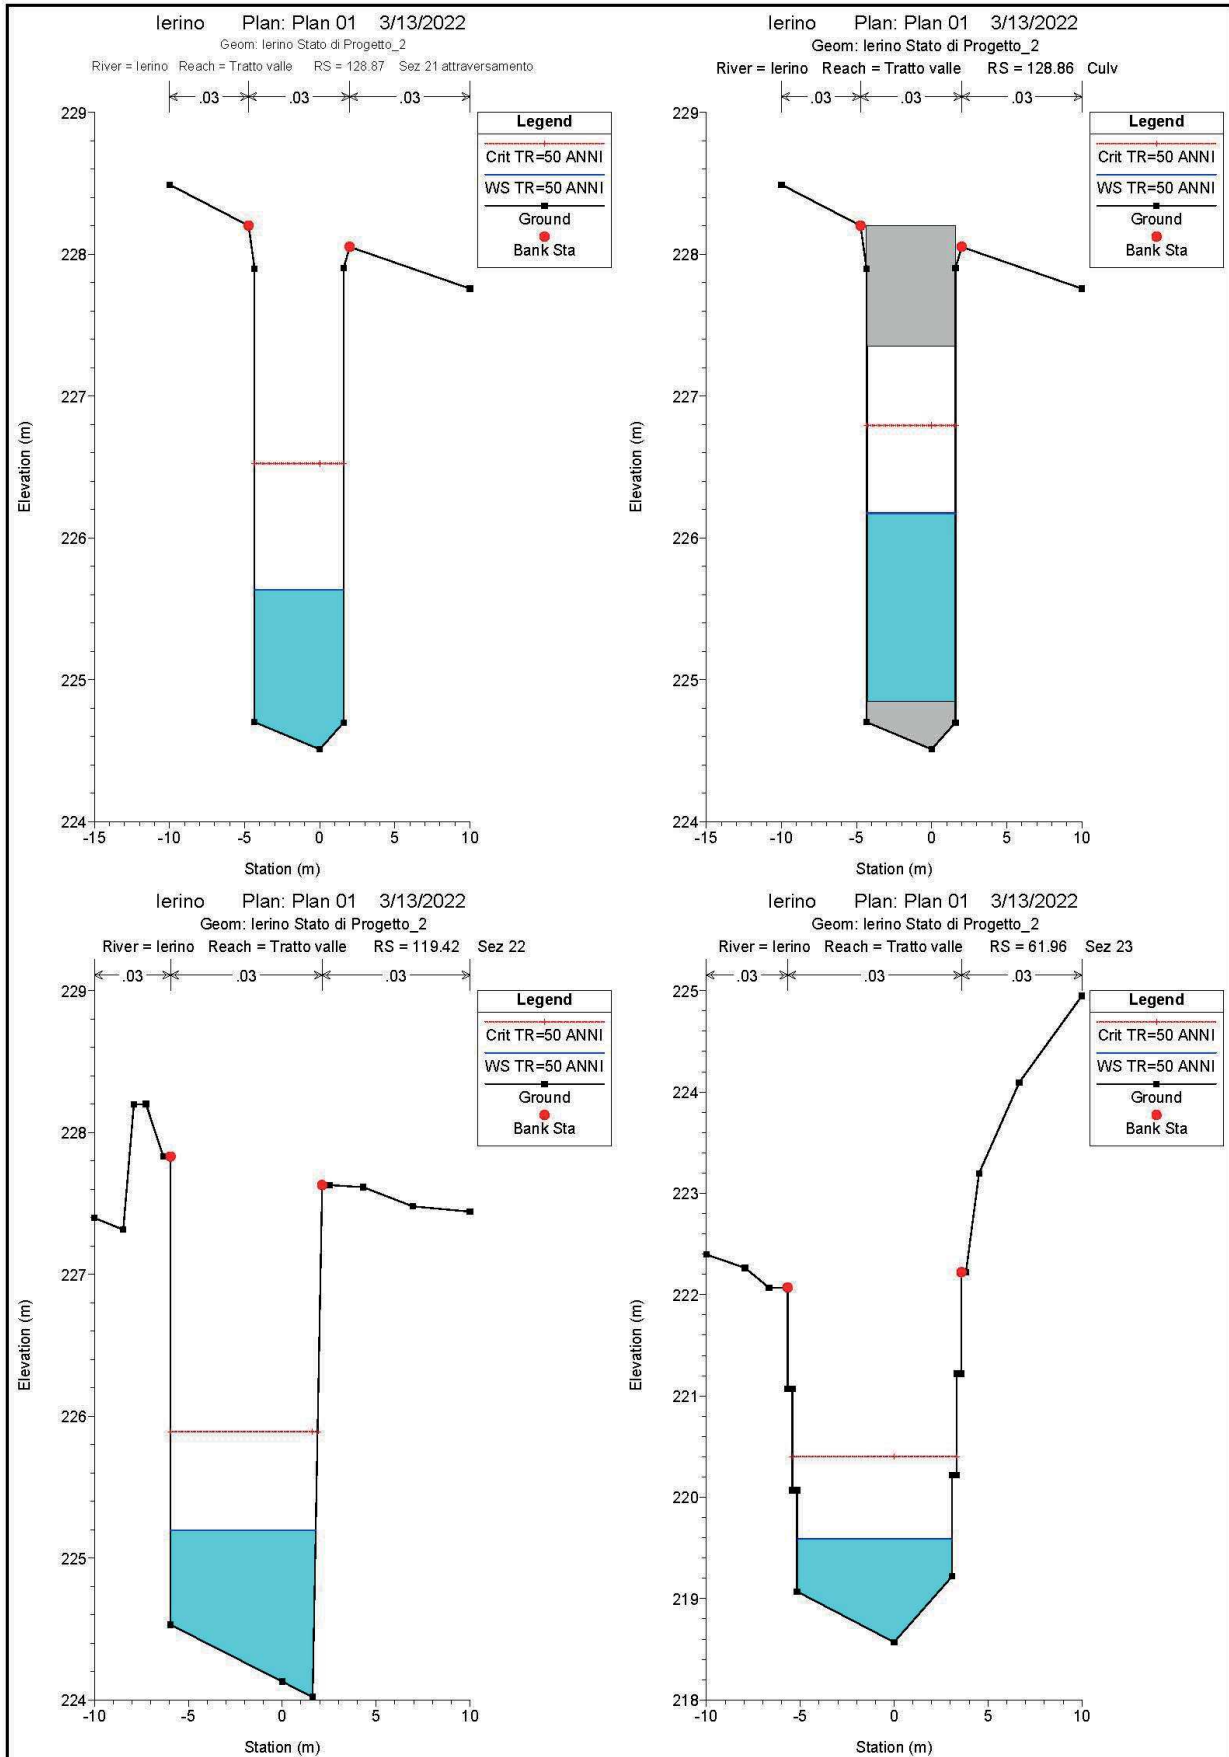 Ierino Plan: Plan 01 3/13/2022
Geom: Ierino Stato di Progetto_2
River = Ierino Reach = Tratto valle RS = 128.87 Sez 21 attraversamento
.03 .03 .03
229
228
227
226
225
224
-15 -10 -5 0 5 10
Elevation (m)
Station (m)
Legend
Crit TR=50 ANNI
WS TR=50 ANNI
Ground
Bank Sta
Ierino Plan: Plan 01 3/13/2022
Geom: Ierino Stato di Progetto_2
River = Ierino Reach = Tratto valle RS = 128.86 Culv
.03 .03 .03
229
228
227
226
225
224
-15 -10 -5 0 5 10
Elevation (m)
Station (m)
Legend
Crit TR=50 ANNI
WS TR=50 ANNI
Ground
Bank Sta
Ierino Plan: Plan 01 3/13/2022
Geom: Ierino Stato di Progetto_2
River = Ierino Reach = Tratto valle RS = 119.42 Sez 22
.03 .03 .03
229
228
227
226
225
224
-10 -5 0 5 10
Elevation (m)
Station (m)
Legend
Crit TR=50 ANNI
WS TR=50 ANNI
Ground
Bank Sta
Ierino Plan: Plan 01 3/13/2022
Geom: Ierino Stato di Progetto_2
River = Ierino Reach = Tratto valle RS = 61.96 Sez 23
.03 .03 .03
225
224
223
222
221
220
219
218
-10 -5 0 5 10
Elevation (m)
Station (m)
Legend
Crit TR=50 ANNI
WS TR=50 ANNI
Ground
Bank Sta